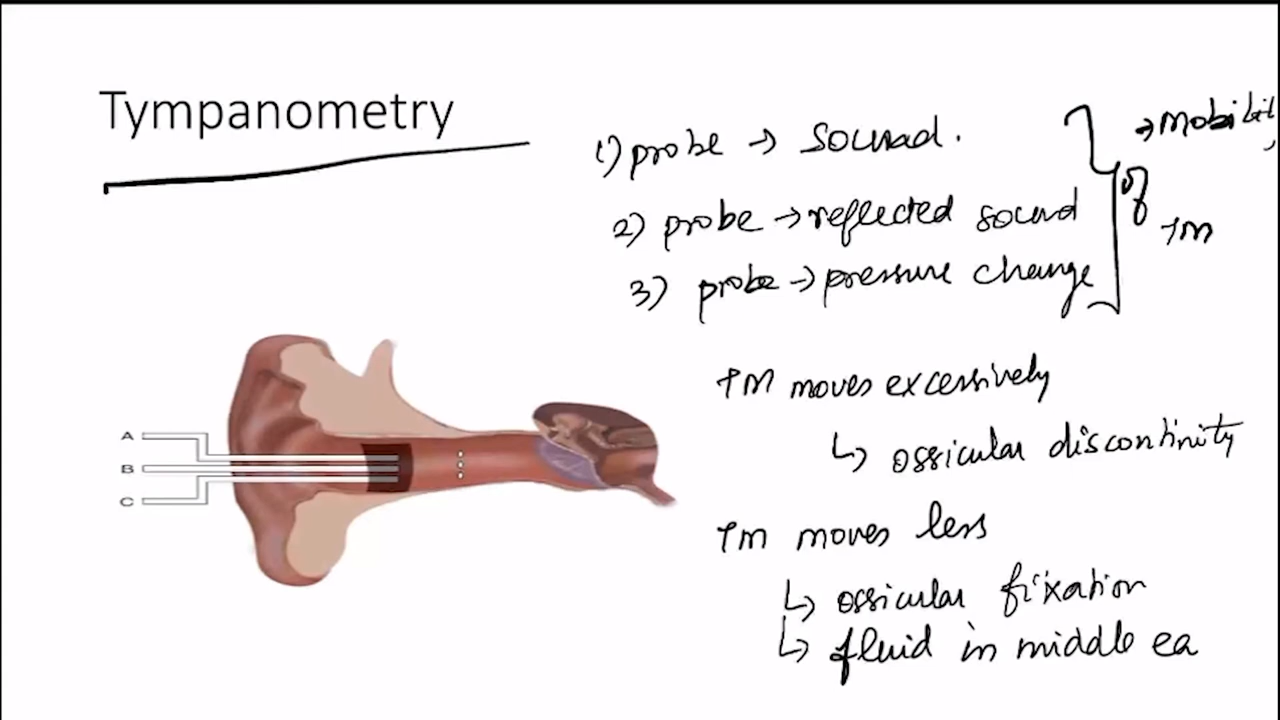 Tympanometry
1) probe → sound.
2) probe → reflected sound
3) probe → pressure change
→ mobility
of
TM
TM moves excessively
↳ ossicular discontinuity
TM moves less
↳ ossicular fixation
↳ fluid in middle ea
A
B
C